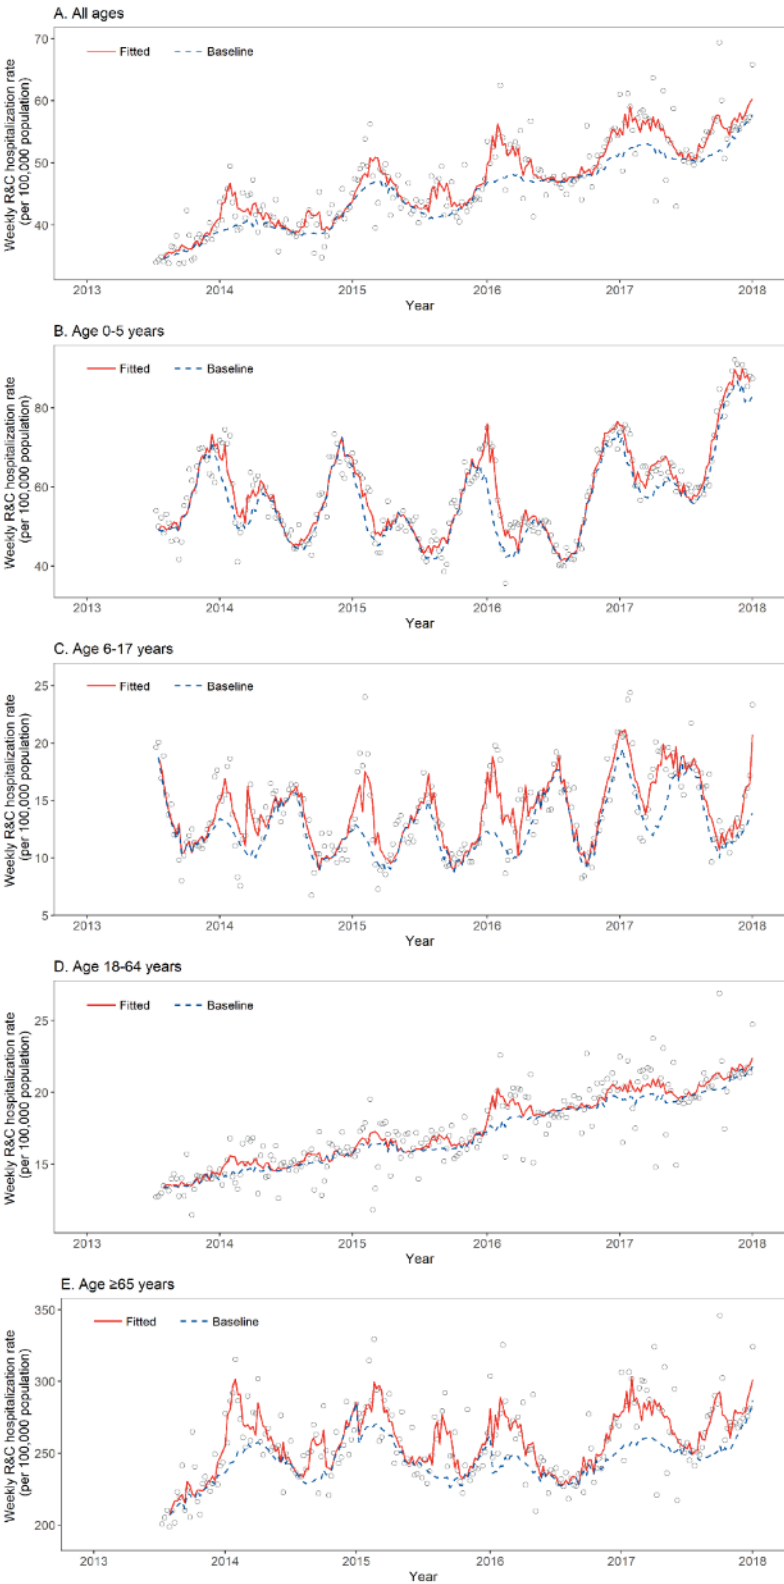 A. All ages
Weekly R&C hospitalization rate
(per 100,000 population)
70
60
50
40
Fitted Baseline
2013 2014 2015 2016 2017 2018
Year
B. Age 0-5 years
Weekly R&C hospitalization rate
(per 100,000 population)
80
60
40
Fitted Baseline
2013 2014 2015 2016 2017 2018
Year
C. Age 6-17 years
Weekly R&C hospitalization rate
(per 100,000 population)
25
20
15
10
5
Fitted Baseline
2013 2014 2015 2016 2017 2018
Year
D. Age 18-64 years
Weekly R&C hospitalization rate
(per 100,000 population)
25
20
15
Fitted Baseline
2013 2014 2015 2016 2017 2018
Year
E. Age ≥65 years
Weekly R&C hospitalization rate
(per 100,000 population)
350
300
250
200
Fitted Baseline
2013 2014 2015 2016 2017 2018
Year